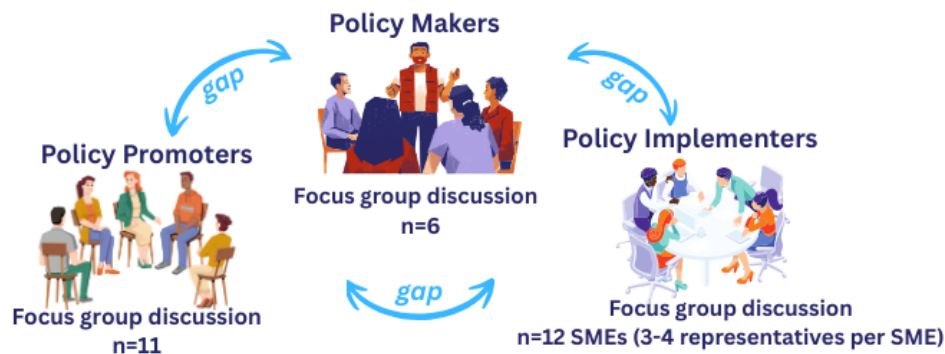 Policy Makers
gap
gap
Policy Promoters
Policy Implementers
Focus group discussion
n=6
gap
Focus group discussion
n=11
Focus group discussion
n=12 SMEs (3-4 representatives per SME)